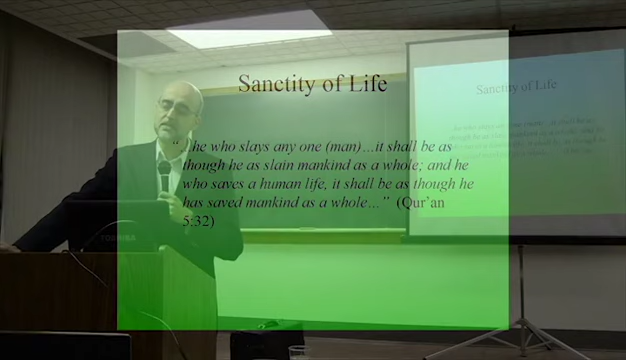 Sanctity of Life
“...he who slays any one (man)...it shall be as
though he as slain mankind as a whole; and he
who saves a human life, it shall be as though he
has saved mankind as a whole...” (Qur'an
5:32)
TOSHIBA
Sanctity of Life